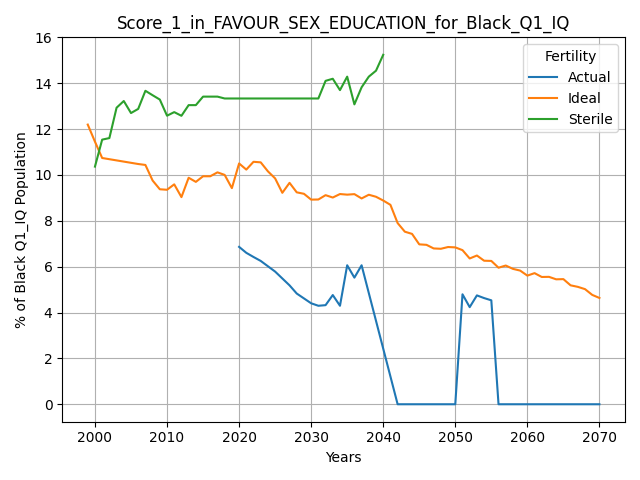 Score_1_in_FAVOUR_SEX_EDUCATION_for_Black_Q1_IQ
% of Black Q1_IQ Population
16
14
12
10
8
6
4
2
0
Fertility
Actual
Ideal
Sterile
2000 2010 2020 2030 2040 2050 2060 2070
Years